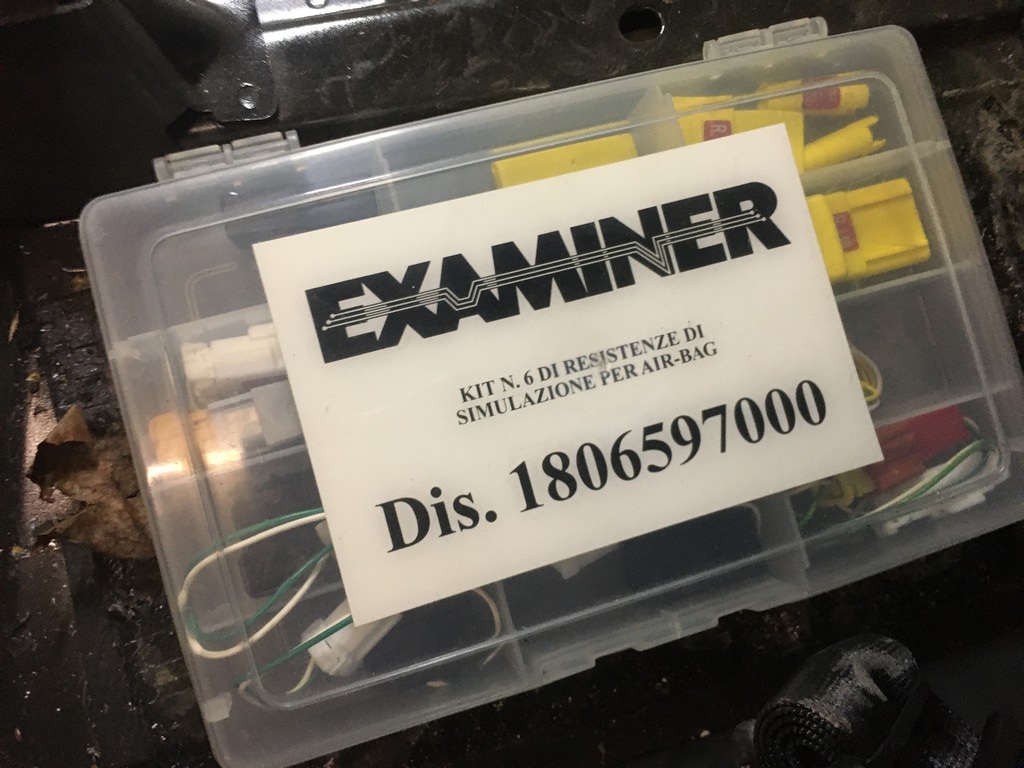 EXAMINER
KIT N. 6 DI RESISTENZE DI
SIMULAZIONE PER AIR-BAG
Dis. 1806597000